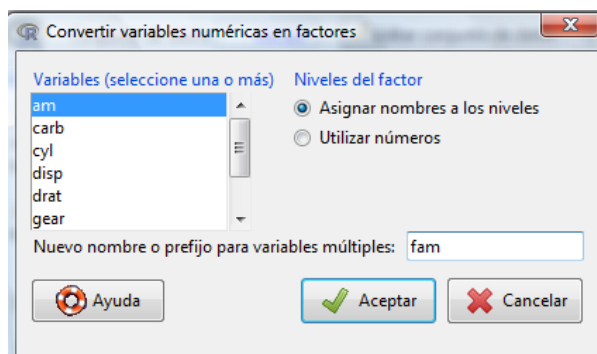 Convertir variables numéricas en factores
Variables (seleccione una o más)
Niveles del factor
am
carb
cyl
disp
drat
gear
Asignar nombres a los niveles
Utilizar números
Nuevo nombre o prefijo para variables múltiples: fam
Ayuda
Aceptar
Cancelar